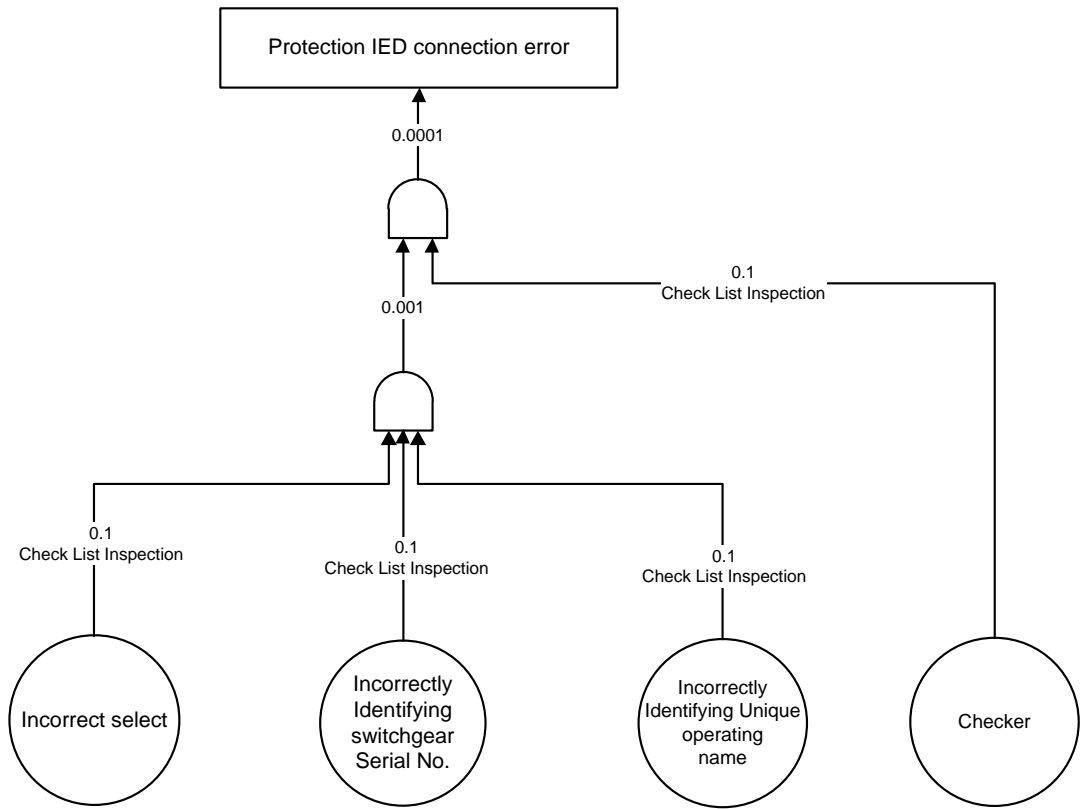 Protection IED connection error
0.0001
0.1
Check List Inspection
0.001
0.1
Check List Inspection
0.1
Check List Inspection
0.1
Check List Inspection
Incorrect select
Incorrectly
Identifying
switchgear
Serial No.
Incorrectly
Identifying Unique
operating
name
Checker